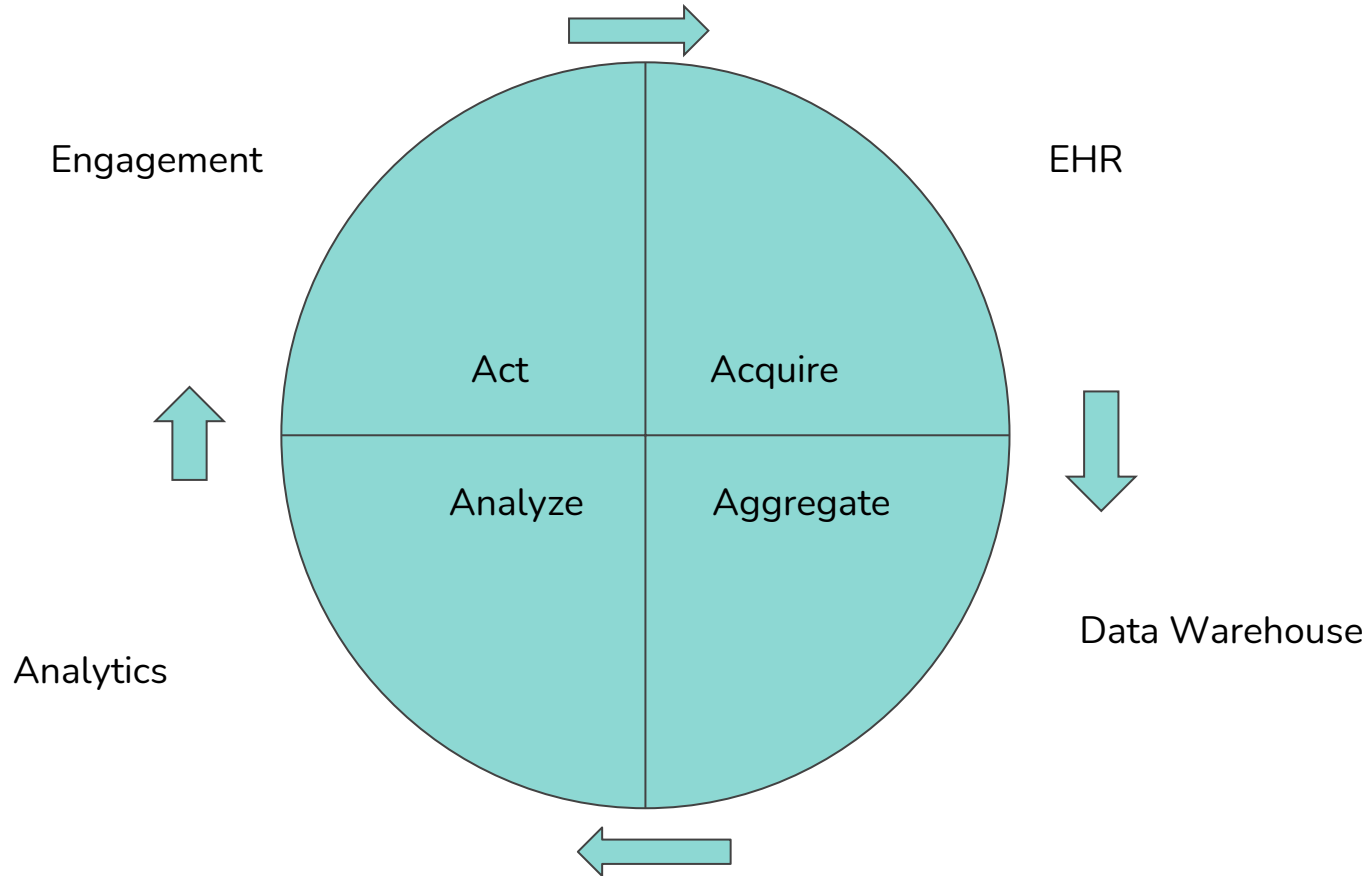 Engagement
EHR
Act
Acquire
Analyze
Aggregate
Data Warehouse
Analytics